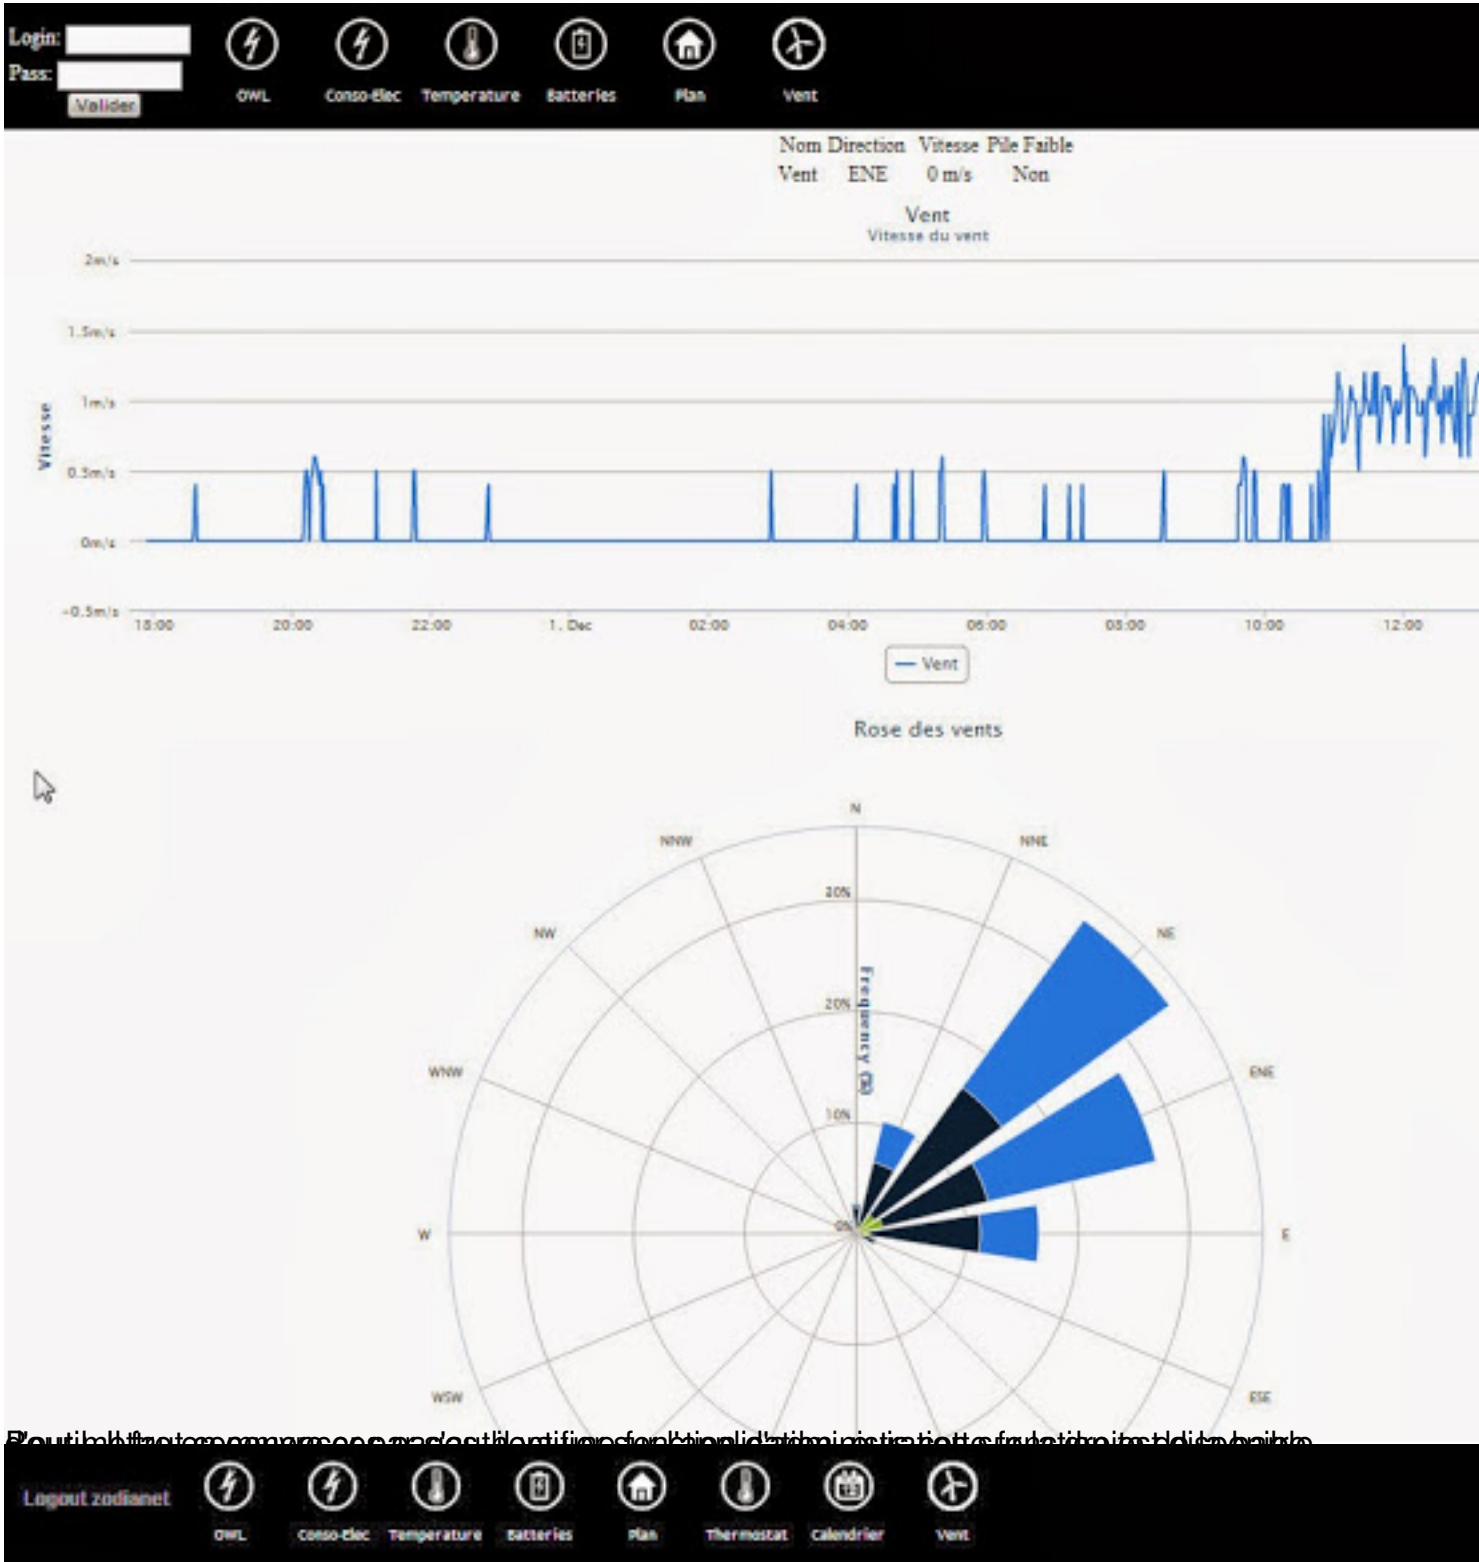 Login:
Pass:
Valider
OWL Conso-Elec Temperature Batteries Plan Vent
Nom Direction Vitesse Pile Faible
Vent ENE 0 m/s Non
Vent
Vitesse du vent
2m/s
1.5m/s
1m/s
0.5m/s
0m/s
-0.5m/s
Vitesse
18:00 20:00 22:00 1. Dec 02:00 04:00 06:00 08:00 10:00 12:00
Vent
Rose des vents
N
NNW NNE
NW NE
WNW ENE
W E
WSW ESE
20%
10%
0%
Frequency (%)
Logout zodianet
OWL Conso-Elec Temperature Batteries Plan Thermostat Calendrier Vent